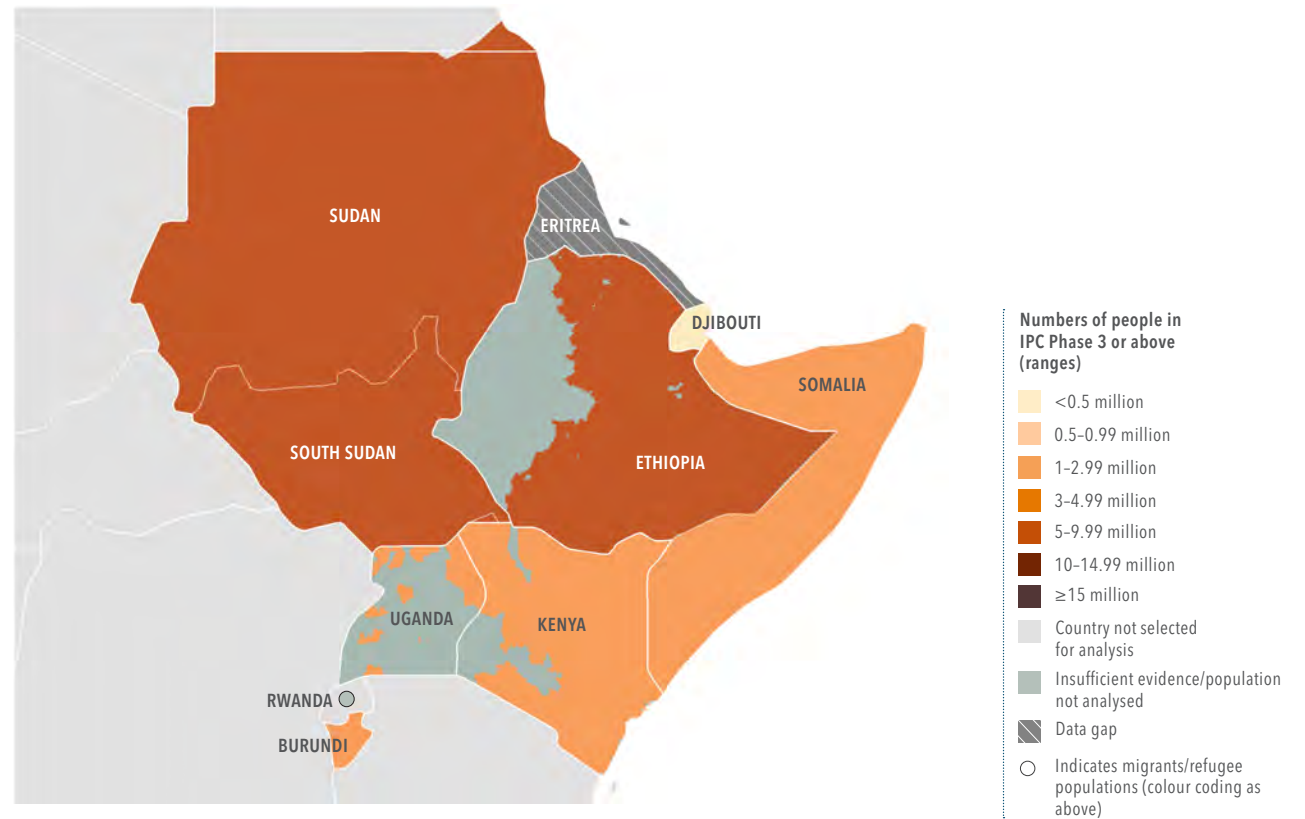 SUDAN
ERITREA
DJIBOUTI
SOMALIA
SOUTH SUDAN
ETHIOPIA
UGANDA
KENYA
RWANDA
BURUNDI
Numbers of people in
IPC Phase 3 or above
(ranges)
<0.5 million
0.5–0.99 million
1–2.99 million
3–4.99 million
5–9.99 million
10–14.99 million
≥15 million
Country not selected
for analysis
Insufficient evidence/population
not analysed
Data gap
Indicates migrants/refugee
populations (colour coding as
above)